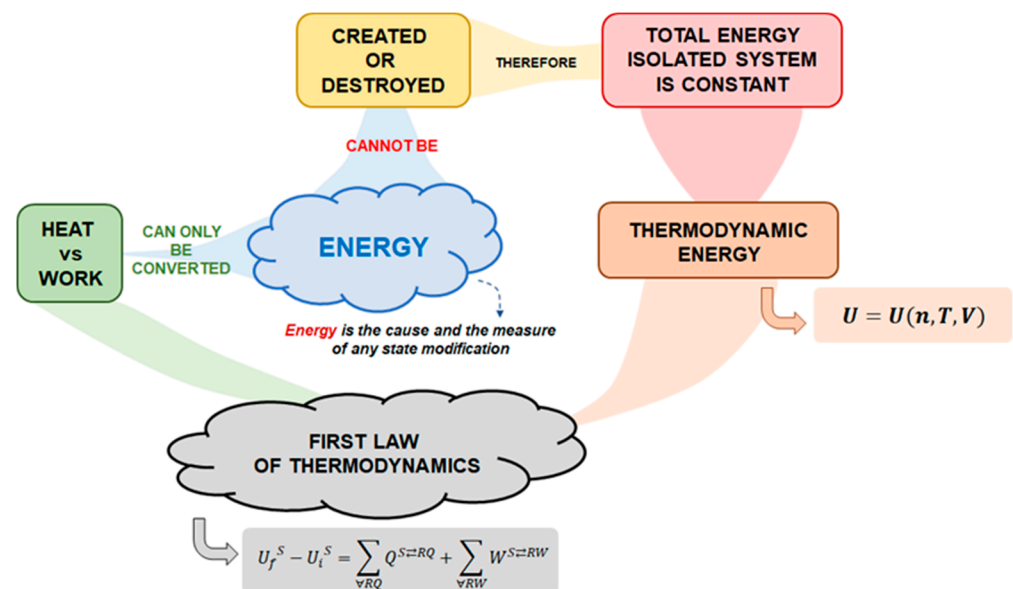 CREATED
OR
DESTROYED
THEREFORE
TOTAL ENERGY
ISOLATED SYSTEM
IS CONSTANT
CANNOT BE
HEAT
vs
WORK
CAN ONLY
BE
CONVERTED
ENERGY
THERMODYNAMIC
ENERGY
U = U(n, T, V)
Energy is the cause and the measure
of any state modification
FIRST LAW
OF THERMODYNAMICS
U_f^S − U_i^S = ∑_{∀RQ} Q^{S⇄RQ} + ∑_{∀RW} W^{S⇄RW}